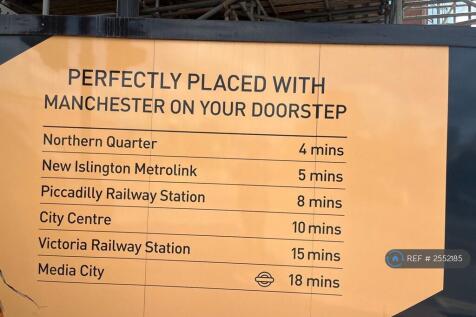 PERFECTLY PLACED WITH
MANCHESTER ON YOUR DOORSTEP
Northern Quarter 4 mins
New Islington Metrolink 5 mins
Piccadilly Railway Station 8 mins
City Centre 10 mins
Victoria Railway Station 15 mins
Media City 18 mins
REF # 2552185